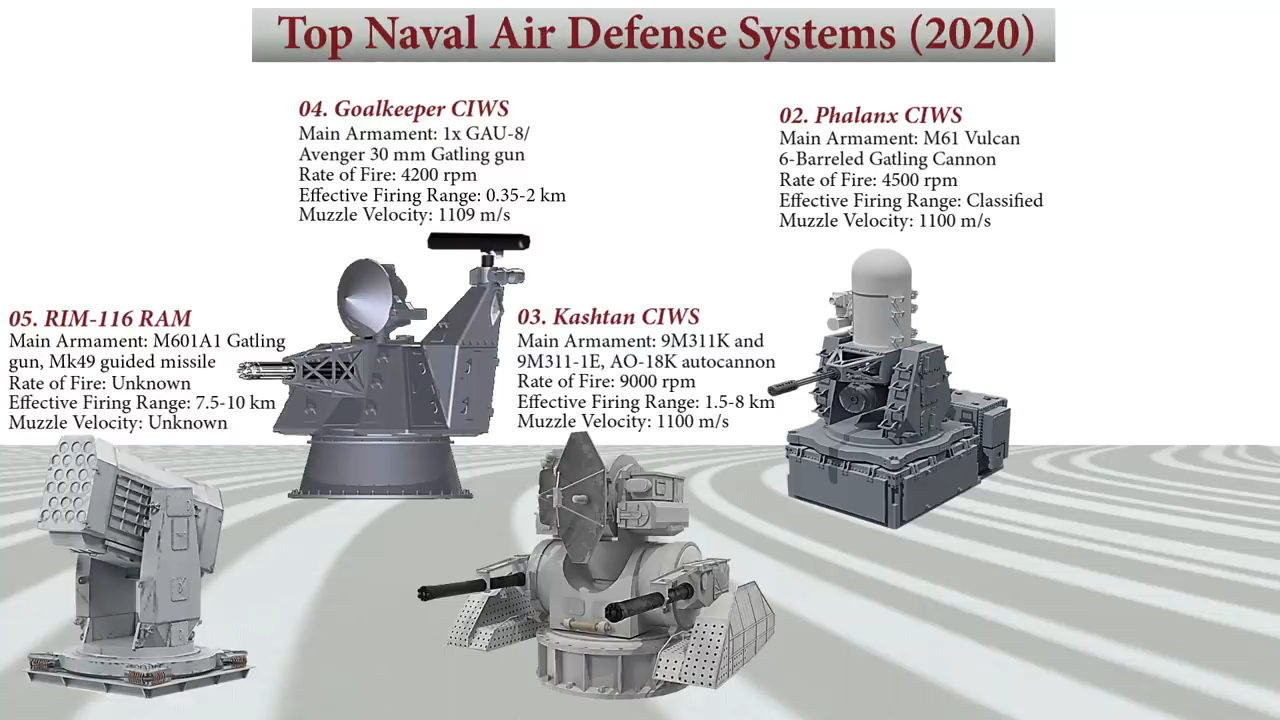 Top Naval Air Defense Systems (2020)
04. Goalkeeper CIWS
Main Armament: 1x GAU-8/
Avenger 30 mm Gatling gun
Rate of Fire: 4200 rpm
Effective Firing Range: 0.35-2 km
Muzzle Velocity: 1109 m/s
02. Phalanx CIWS
Main Armament: M61 Vulcan
6-Barreled Gatling Cannon
Rate of Fire: 4500 rpm
Effective Firing Range: Classified
Muzzle Velocity: 1100 m/s
05. RIM-116 RAM
Main Armament: M601A1 Gatling
gun, Mk49 guided missile
Rate of Fire: Unknown
Effective Firing Range: 7.5-10 km
Muzzle Velocity: Unknown
03. Kashtan CIWS
Main Armament: 9M311K and
9M311-1E, AO-18K autocannon
Rate of Fire: 9000 rpm
Effective Firing Range: 1.5-8 km
Muzzle Velocity: 1100 m/s